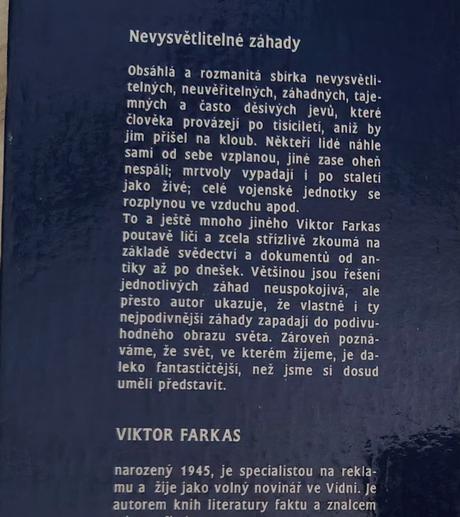 Nevysvětlitelné záhady
Obsáhlá a rozmanitá sbírka nevysvětli-
telných, neuvěřitelných, záhadných, taje-
mných a často děsivých jevů, které
člověka provázejí po tisíciletí, aniž by
jim přišel na kloub. Někteří lidé náhle
sami od sebe vzplanou, jiné zase oheň
nespálí; mrtvoly vypadají i po staletí
jako živé; celé vojenské jednotky se
rozplynou ve vzduchu apod.
To a ještě mnoho jiného Viktor Farkas
poutavě líčí a zcela střízlivě zkoumá na
základě svědectví a dokumentů od an-
tiky až po dnešek. Většinou jsou řešení
jednotlivých záhad neuspokojivá, ale
přesto autor ukazuje, že vlastně i ty
nejpodivnější záhady zapadají do podivu-
hodného obrazu světa. Zároveň pozná-
váme, že svět, ve kterém žijeme, je da-
leko fantastičtější, než jsme si dosud
uměli představit.
VIKTOR FARKAS
narozený 1945, je specialistou na rekla-
mu a žije jako volný novinář ve Vídni. Je
autorem knih literatury faktu a znalcem